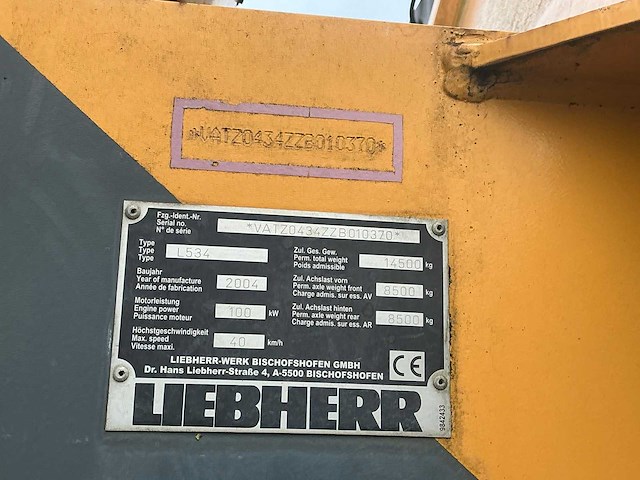 *VATZ0434ZZB010370*
Fzg.-Ident.-Nr.
Serial no.
N° de série
*VATZ0434ZZB010370*
Type
Type
Type
L534
Baujahr
Year of manufacture
Année de fabrication
2004
Motorleistung
Engine power
Puissance moteur
100 kW
Höchstgeschwindigkeit
Max. speed
Vitesse maxi.
40 km/h
Zul. Ges. Gew.
Perm. total weight
Poids admissible
14500 kg
Zul. Achslast vorn
Perm. axle weight front
Charge admis. sur ess. AV
8500 kg
Zul. Achslast hinten
Perm. axle weight rear
Charge admis. sur ess. AR
8500 kg
LIEBHERR-WERK BISCHOFSHOFEN GMBH
Dr. Hans Liebherr-Straße 4, A-5500 BISCHOFSHOFEN
CE
LIEBHERR
9842433